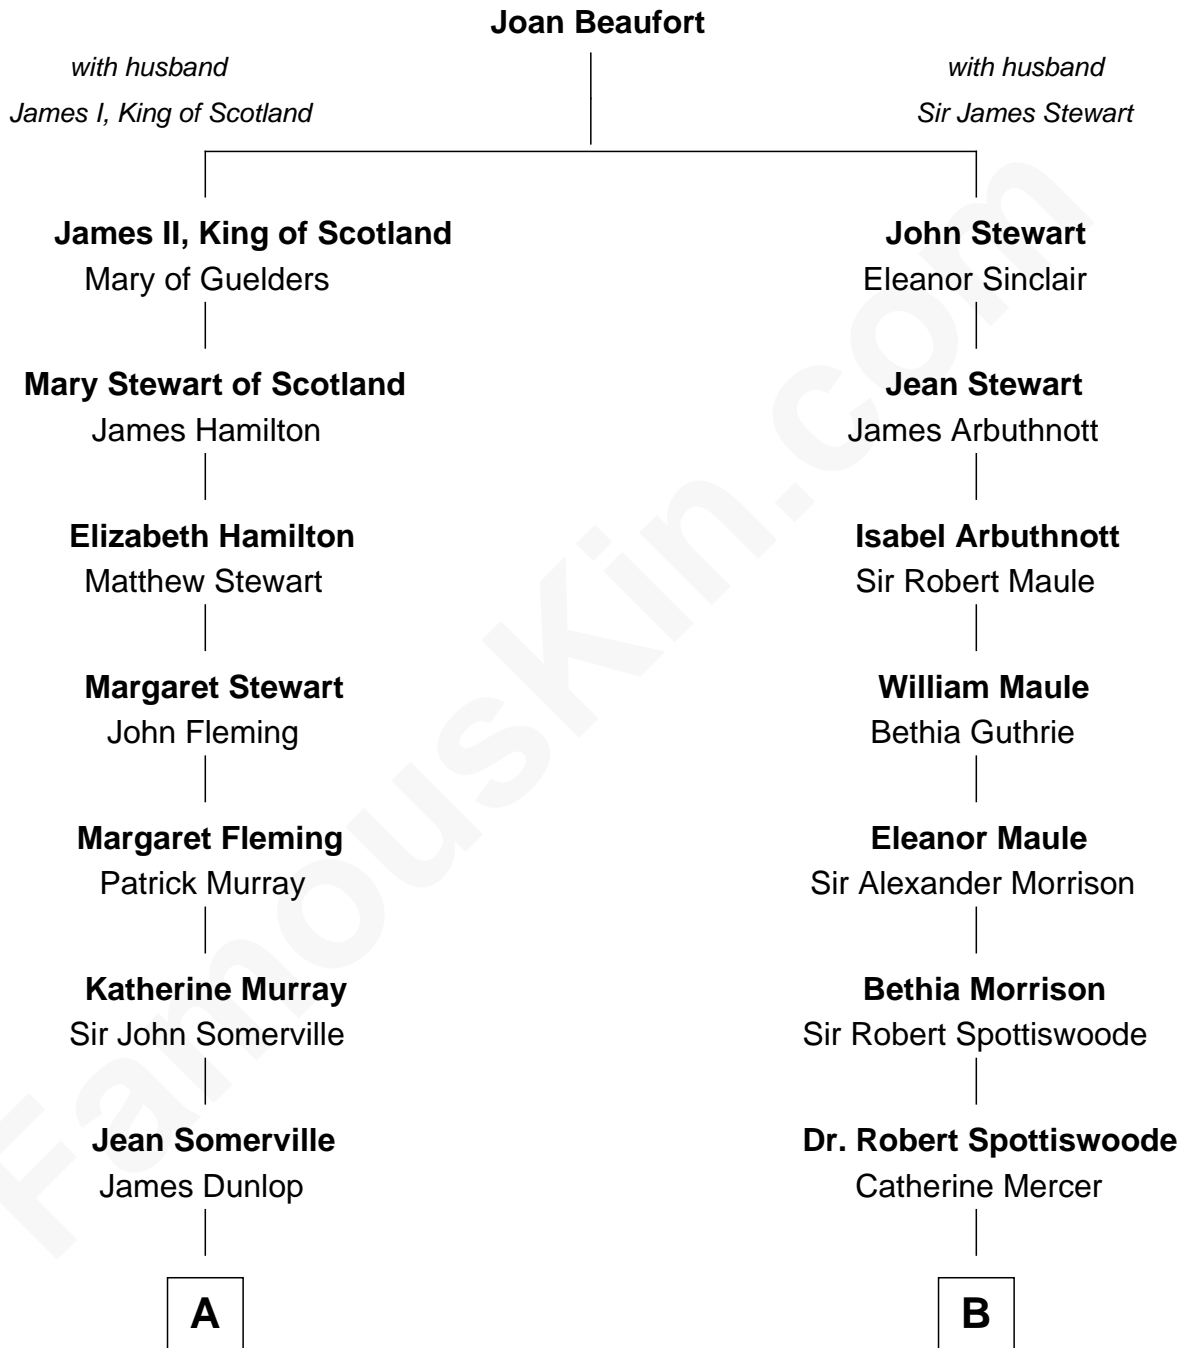 Joan Beaufort
with husband
James I, King of Scotland
with husband
Sir James Stewart
James II, King of Scotland
Mary of Guelders
John Stewart
Eleanor Sinclair
Mary Stewart of Scotland
James Hamilton
Jean Stewart
James Arbuthnott
Elizabeth Hamilton
Matthew Stewart
Isabel Arbuthnott
Sir Robert Maule
Margaret Stewart
John Fleming
William Maule
Bethia Guthrie
Margaret Fleming
Patrick Murray
Eleanor Maule
Sir Alexander Morrison
Katherine Murray
Sir John Somerville
Bethia Morrison
Sir Robert Spottiswoode
Jean Somerville
James Dunlop
Dr. Robert Spottiswoode
Catherine Mercer
A
B
FamousKin.com